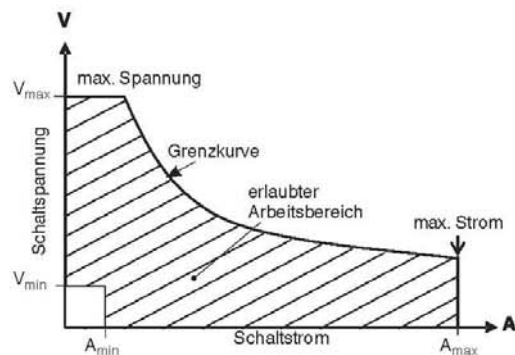 V
max. Spannung
Vmax
Grenzkurve
erlaubter
Arbeitsbereich
Schaltspannung
max. Strom
Vmin
A
Amin
Schaltstrom
Amax